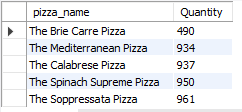 pizza_name Quantity
The Brie Carre Pizza 490
The Mediterranean Pizza 934
The Calabrese Pizza 937
The Spinach Supreme Pizza 950
The Soppressata Pizza 961